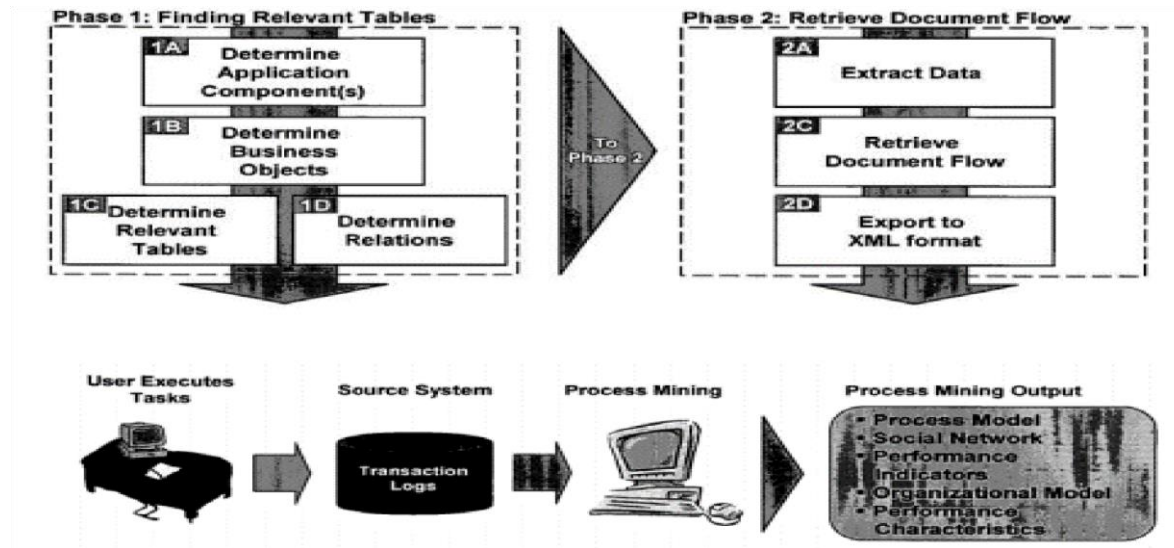 Phase 1: Finding Relevant Tables
1A
Determine
Application
Component(s)
1B
Determine
Business
Objects
1C
Determine
Relevant
Tables
1D
Determine
Relations
To
Phase 2
Phase 2: Retrieve Document Flow
2A
Extract Data
2C
Retrieve
Document Flow
2D
Export to
XML format
User Executes
Tasks
Source System
Transaction
Logs
Process Mining
Process Mining Output
• Process Model
• Social Network
• Performance
Indicators
• Organizational Model
• Performance
Characteristics